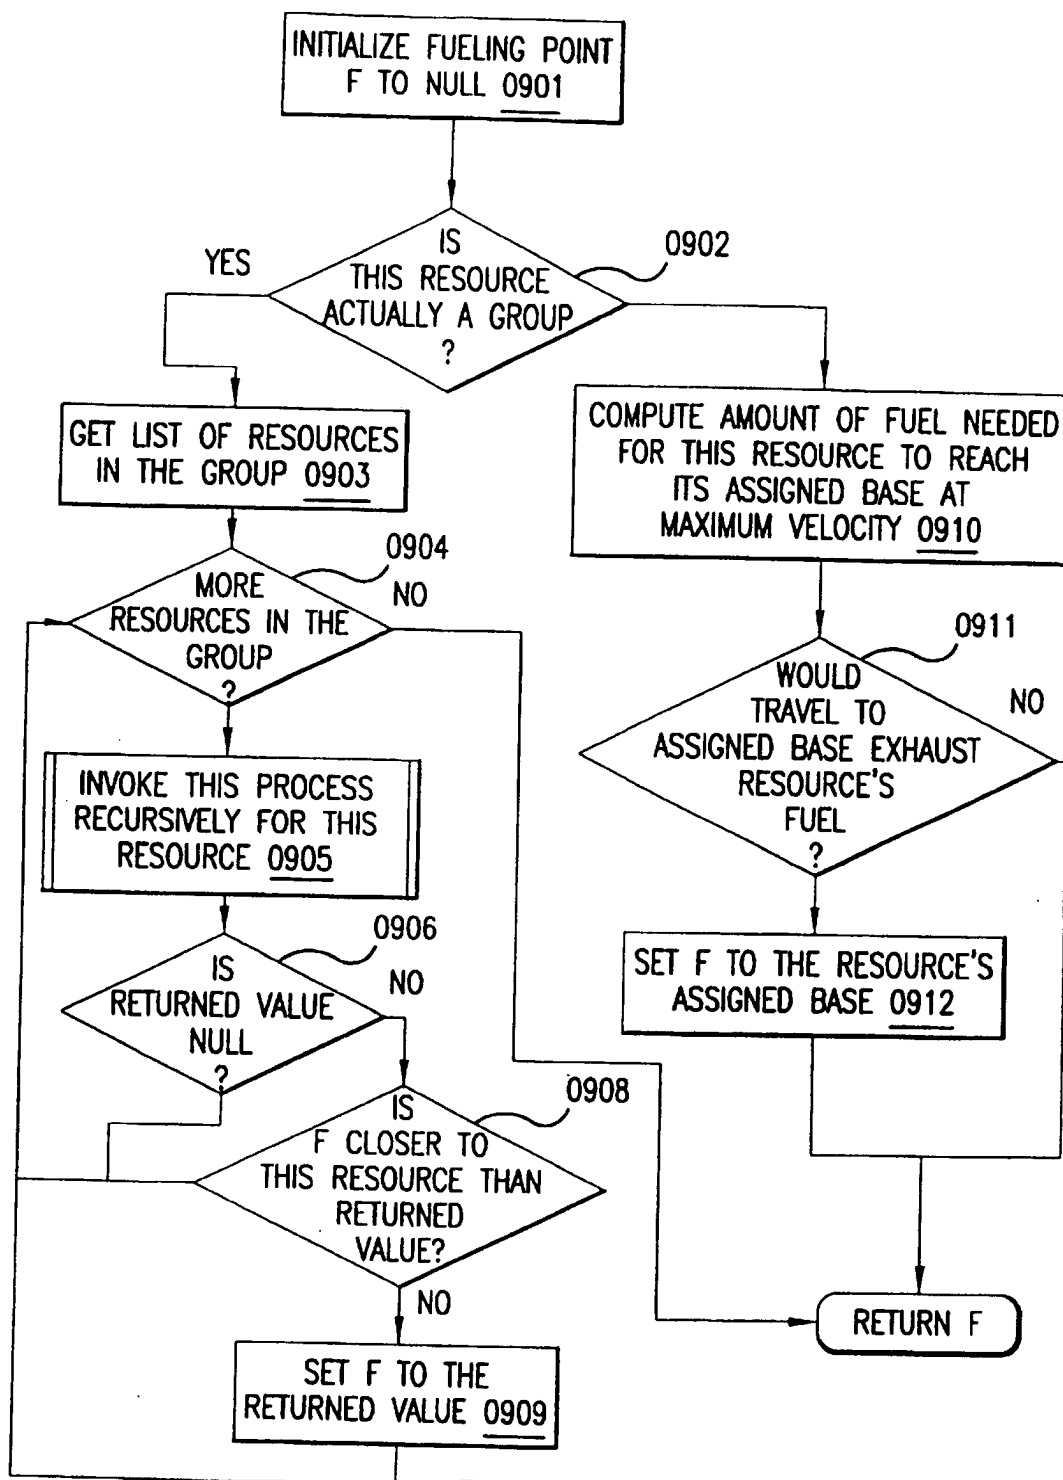 INITIALIZE FUELING POINT
F TO NULL 0901
IS
THIS RESOURCE
ACTUALLY A GROUP
?
0902
YES
GET LIST OF RESOURCES
IN THE GROUP 0903
COMPUTE AMOUNT OF FUEL NEEDED
FOR THIS RESOURCE TO REACH
ITS ASSIGNED BASE AT
MAXIMUM VELOCITY 0910
MORE
RESOURCES IN THE
GROUP
?
0904
NO
WOULD
TRAVEL TO
ASSIGNED BASE EXHAUST
RESOURCE'S
FUEL
?
0911
NO
INVOKE THIS PROCESS
RECURSIVELY FOR THIS
RESOURCE 0905
IS
RETURNED VALUE
NULL
?
0906
NO
SET F TO THE RESOURCE'S
ASSIGNED BASE 0912
IS
F CLOSER TO
THIS RESOURCE THAN
RETURNED
VALUE?
0908
NO
SET F TO THE
RETURNED VALUE 0909
RETURN F